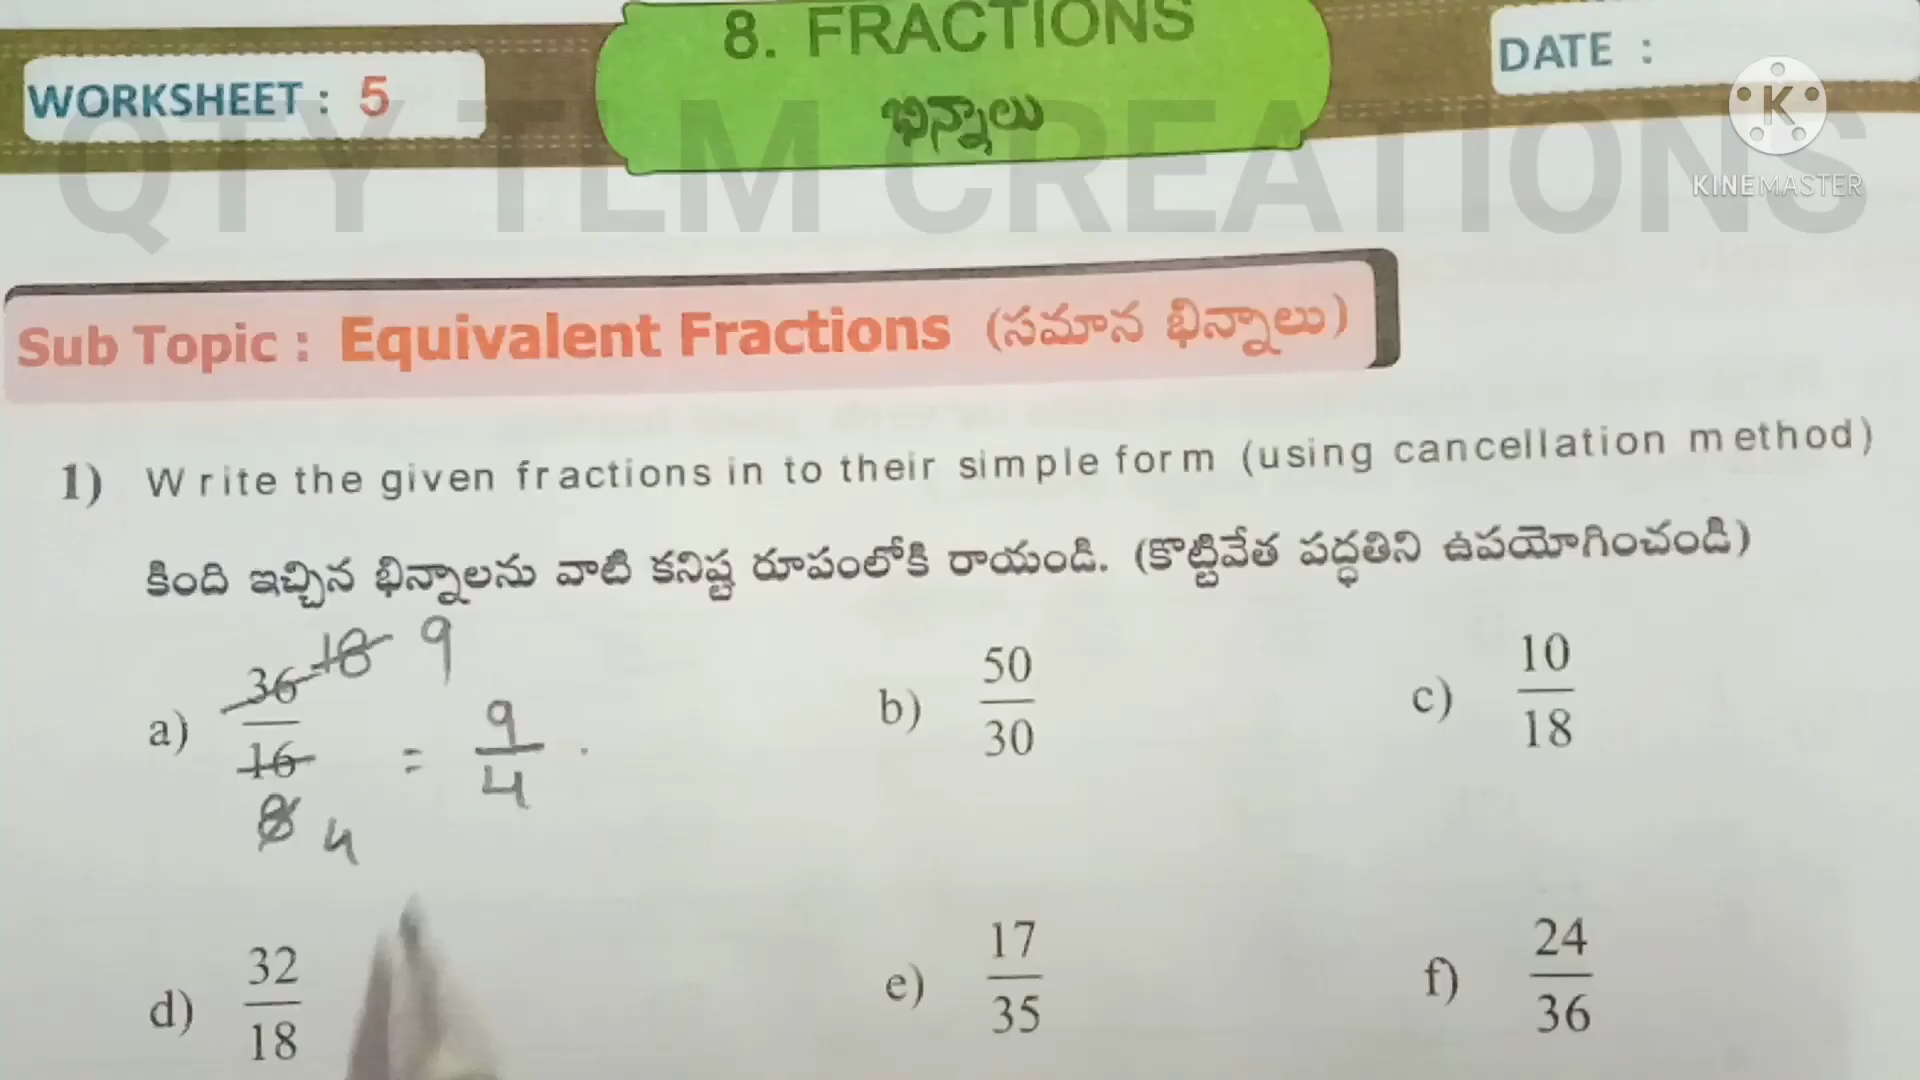 8. FRACTIONS
భిన్నాలు
WORKSHEET : 5
DATE :
QTY TLM CREATIONS
K
KINEMASTER
Sub Topic : Equivalent Fractions (సమాన భిన్నాలు)
1) Write the given fractions in to their simple form (using cancellation method)
కింది ఇచ్చిన భిన్నాలను వాటి కనిష్ట రూపంలోకి రాయండి. (కొట్టివేత పద్ధతిని ఉపయోగించండి)
a) 36/16 18 9 8 4 = 9/4
b) 50/30
c) 10/18
d) 32/18
e) 17/35
f) 24/36